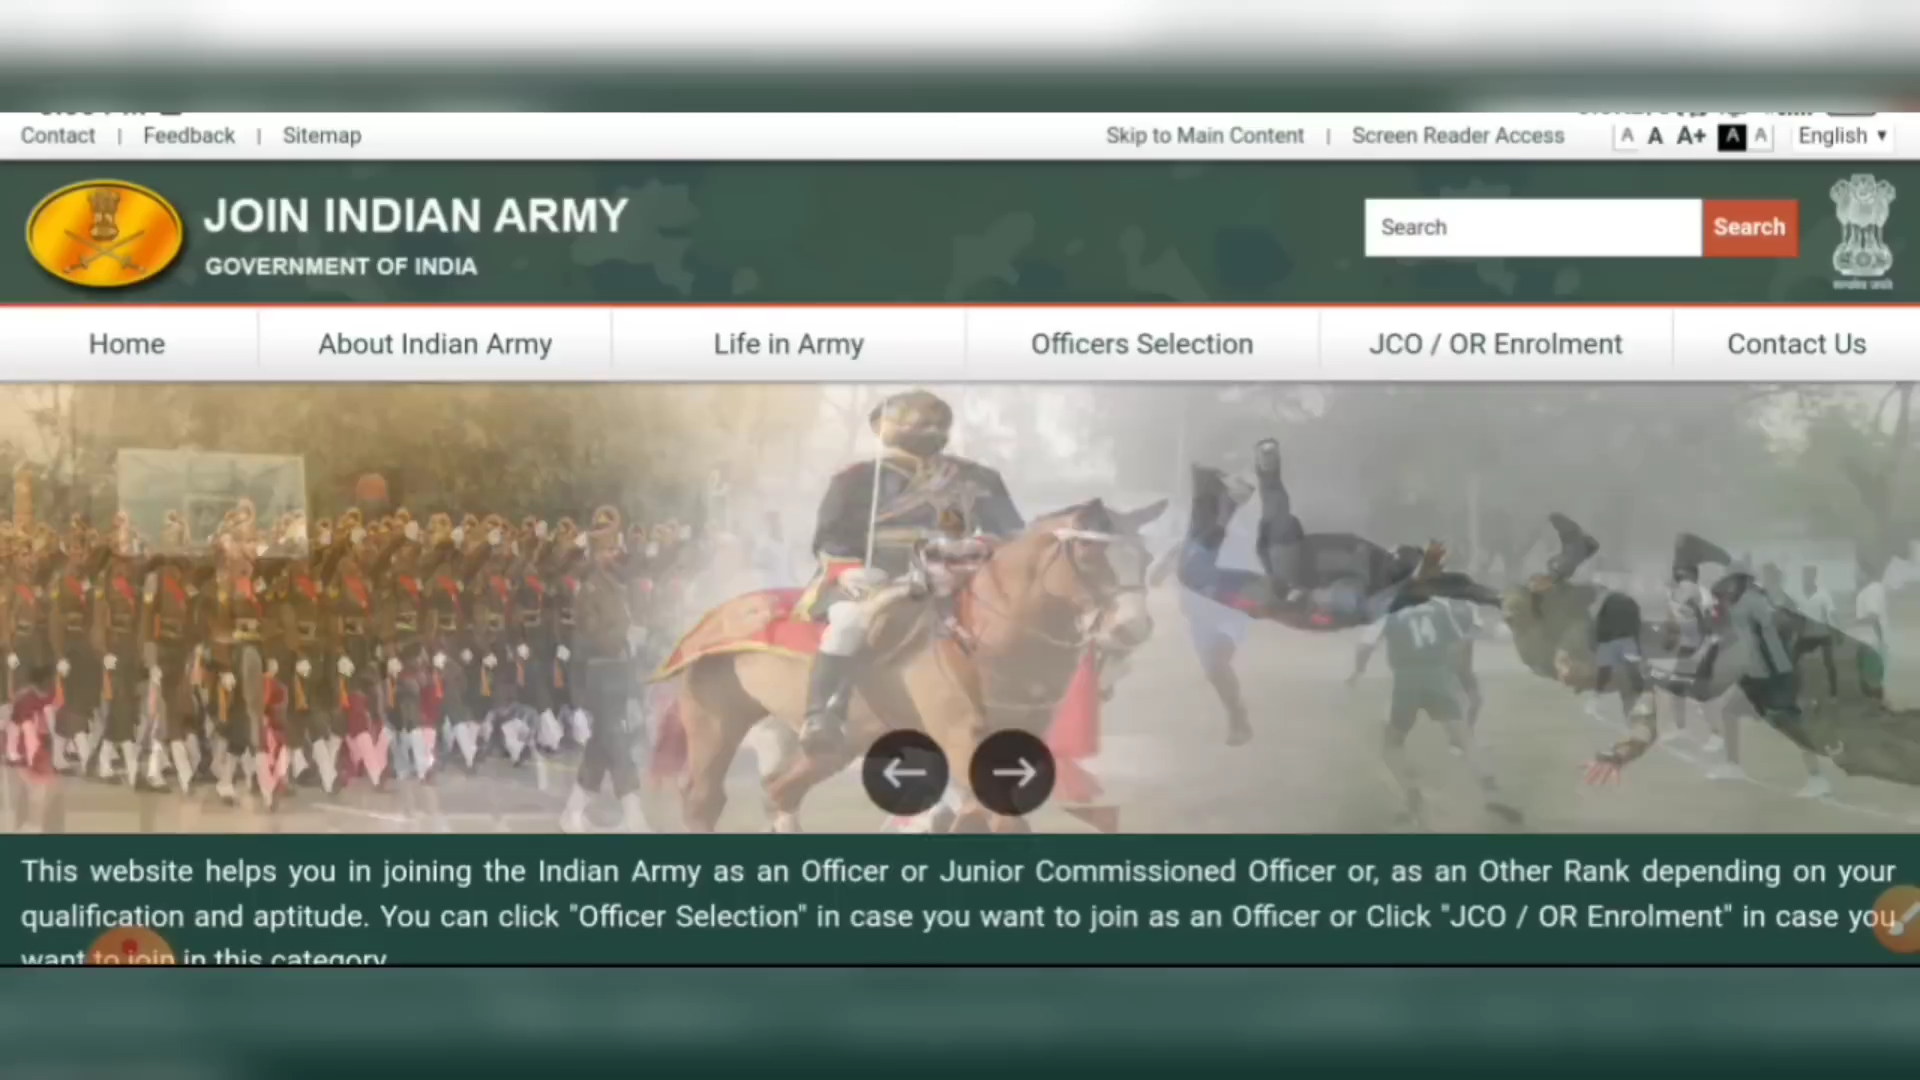 Contact | Feedback | Sitemap
Skip to Main Content | Screen Reader Access A A A+ A A English ▼
JOIN INDIAN ARMY
GOVERNMENT OF INDIA
Search Search
Home About Indian Army Life in Army Officers Selection JCO / OR Enrolment Contact Us
14
This website helps you in joining the Indian Army as an Officer or Junior Commissioned Officer or, as an Other Rank depending on your
qualification and aptitude. You can click "Officer Selection" in case you want to join as an Officer or Click "JCO / OR Enrolment" in case you
want to join in this category